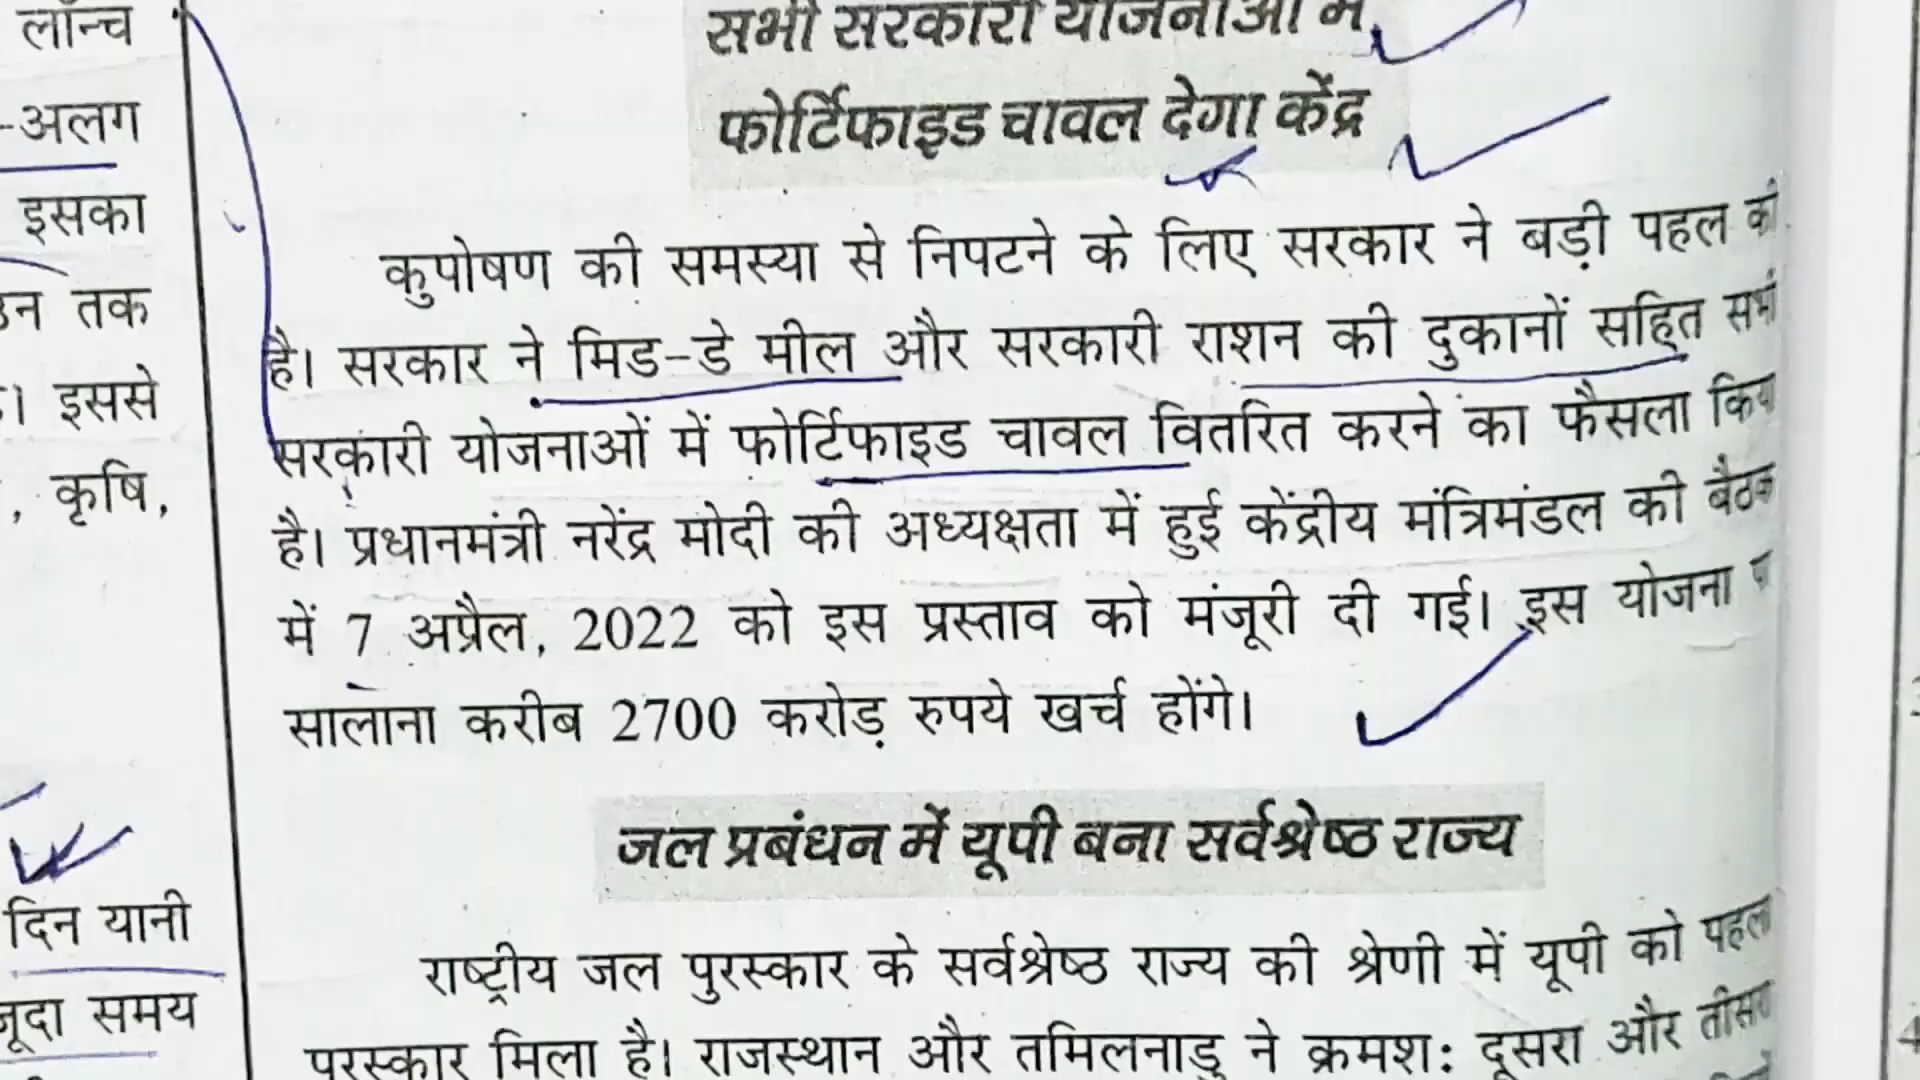 लॉन्च
-अलग
इसका
तक
। इससे
, कृषि,
दिन यानी
जूदा समय
सभी सरकारी योजनाओं में
फोर्टिफाइड चावल देगा केंद्र
कुपोषण की समस्या से निपटने के लिए सरकार ने बड़ी पहल की
है। सरकार ने मिड-डे मील और सरकारी राशन की दुकानों सहित सभी
सरकारी योजनाओं में फोर्टिफाइड चावल वितरित करने का फैसला किया
है। प्रधानमंत्री नरेंद्र मोदी की अध्यक्षता में हुई केंद्रीय मंत्रिमंडल की बैठक
में 7 अप्रैल, 2022 को इस प्रस्ताव को मंजूरी दी गई। इस योजना
सालाना करीब 2700 करोड़ रुपये खर्च होंगे।
जल प्रबंधन में यूपी बना सर्वश्रेष्ठ राज्य
राष्ट्रीय जल पुरस्कार के सर्वश्रेष्ठ राज्य की श्रेणी में यूपी को पहला
पुरस्कार मिला है। राजस्थान और तमिलनाडु ने क्रमश: दूसरा और तीसरा